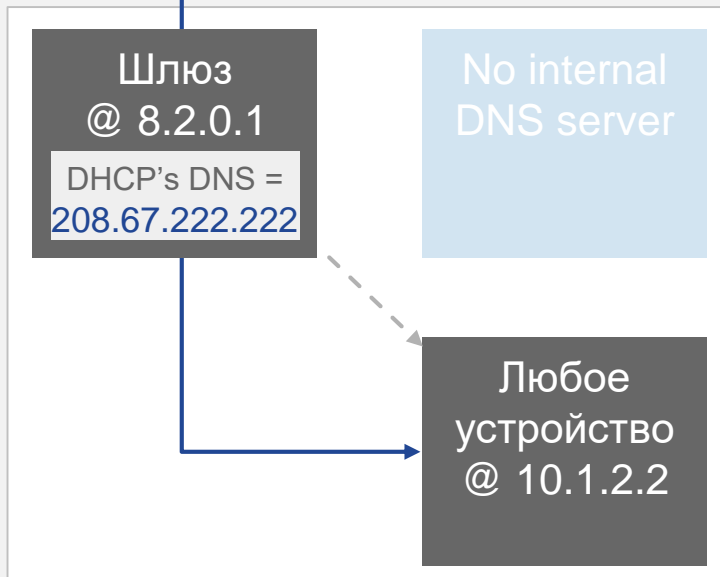 Шлюз
@ 8.2.0.1
DHCP’s DNS =
208.67.222.222
No internal
DNS server
Любое
устройство
@ 10.1.2.2